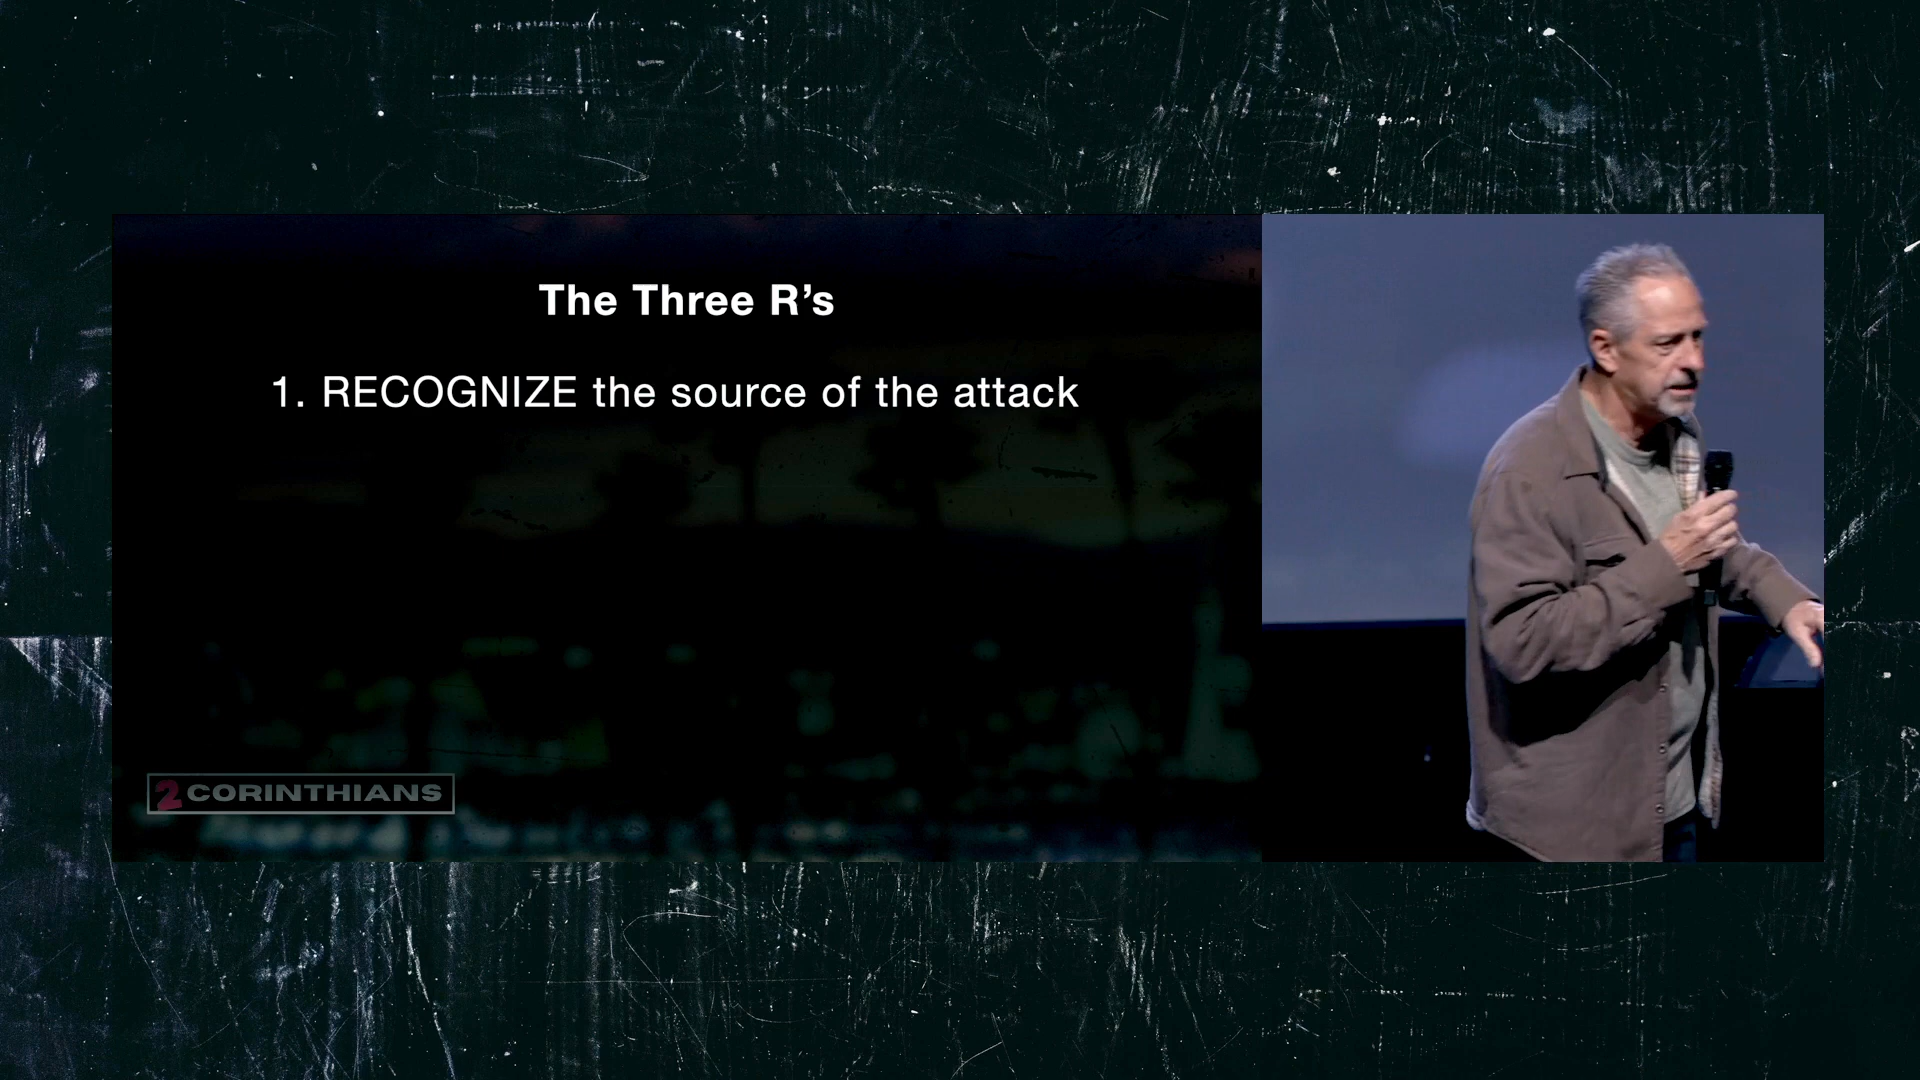 The Three R’s
1. RECOGNIZE the source of the attack
2 CORINTHIANS